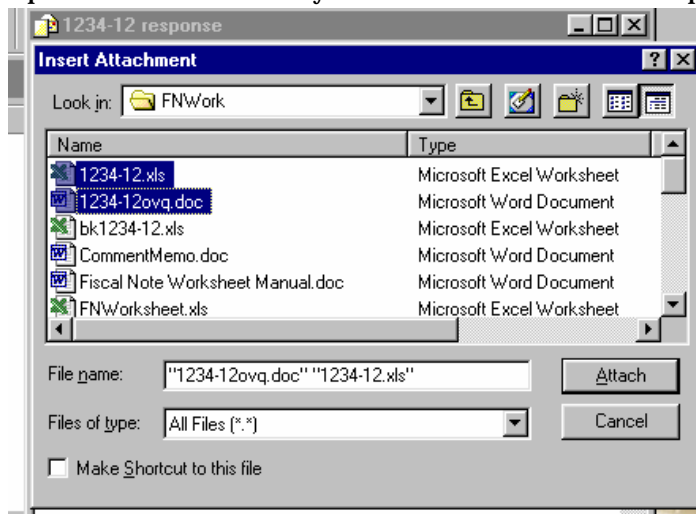 1234-12 response
Insert Attachment
Look in: FNWork
Name Type
1234-12.xls Microsoft Excel Worksheet
1234-12ovq.doc Microsoft Word Document
bk1234-12.xls Microsoft Excel Worksheet
CommentMemo.doc Microsoft Word Document
Fiscal Note Worksheet Manual.doc Microsoft Word Document
FNWorksheet.xls Microsoft Excel Worksheet
File name: "1234-12ovq.doc" "1234-12.xls" Attach
Files of type: All Files (*.*) Cancel
Make Shortcut to this file